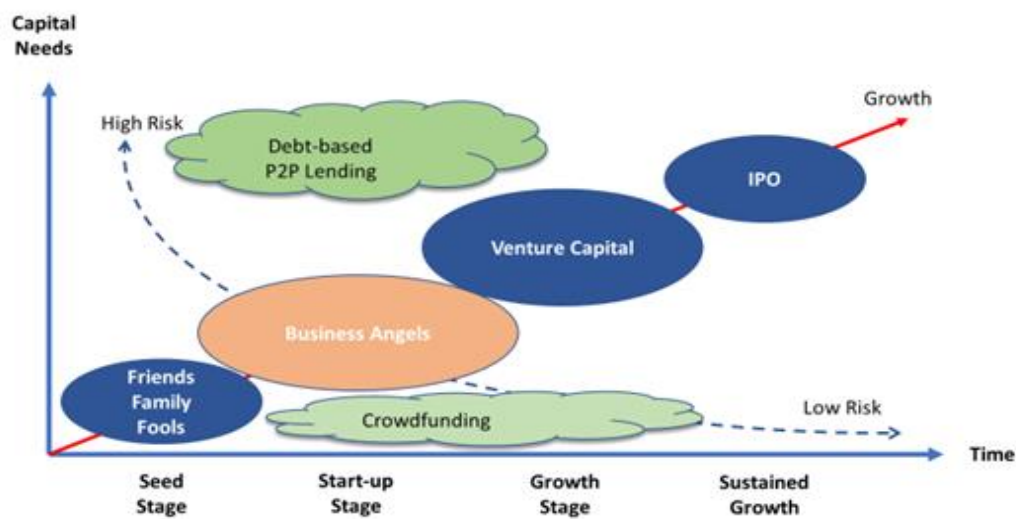 Capital
Needs
High Risk
Debt-based
P2P Lending
Growth
IPO
Venture Capital
Business Angels
Friends
Family
Fools
Crowdfunding
Low Risk
Time
Seed
Stage
Start-up
Stage
Growth
Stage
Sustained
Growth